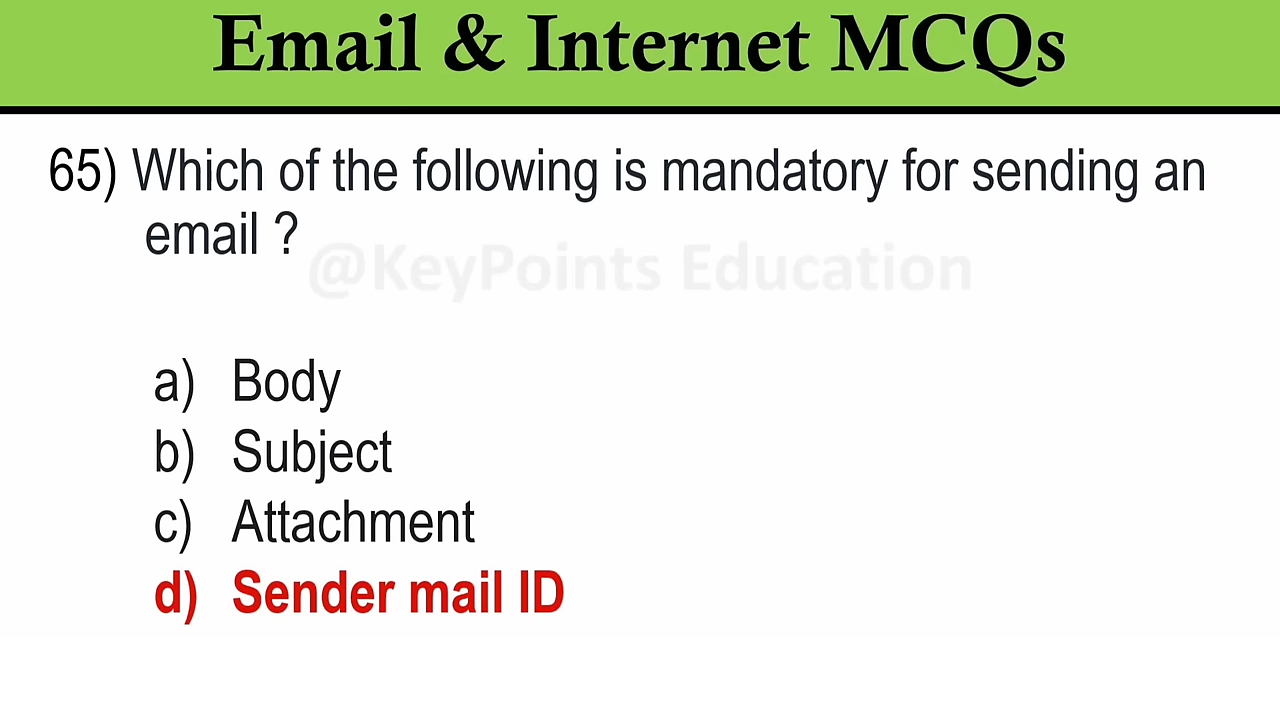 Email & Internet MCQs
65) Which of the following is mandatory for sending an
email ?
@KeyPoints Education
a) Body
b) Subject
c) Attachment
d) Sender mail ID